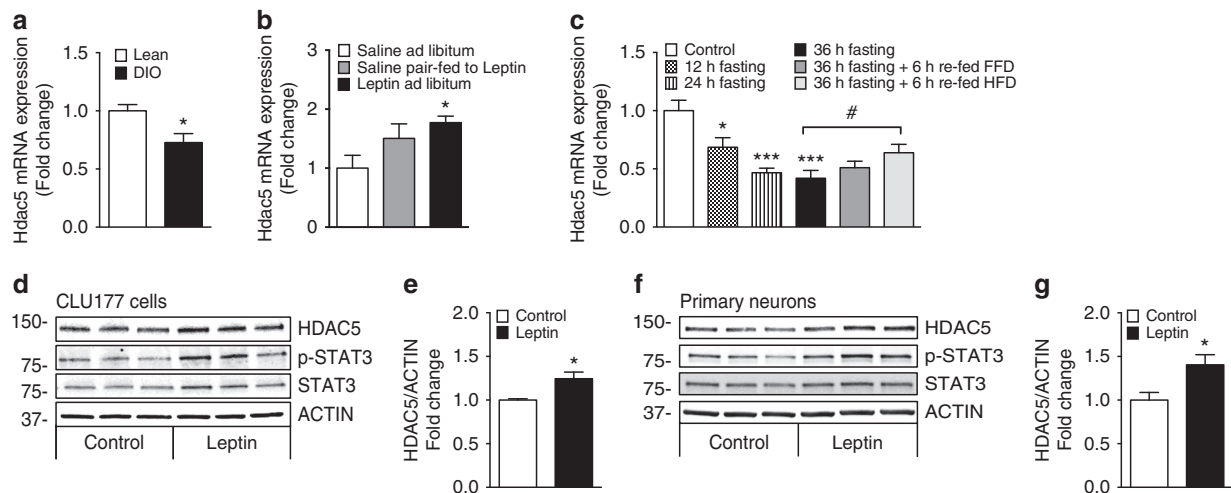 a
Hdac5 mRNA expression
(Fold change)
1.5
1.0
0.5
0.0
Lean
DIO
*
b
Hdac5 mRNA expression
(Fold change)
3
2
1
0
Saline ad libitum
Saline pair-fed to Leptin
Leptin ad libitum
*
c
Hdac5 mRNA expression
(Fold change)
1.5
1.0
0.5
0.0
Control
12 h fasting
24 h fasting
36 h fasting
36 h fasting + 6 h re-fed FFD
36 h fasting + 6 h re-fed HFD
*
***
***
#
d
CLU177 cells
150-
75-
75-
37-
HDAC5
p-STAT3
STAT3
ACTIN
Control
Leptin
e
HDAC5/ACTIN
Fold change
2.0
1.5
1.0
0.5
0.0
Control
Leptin
*
f
Primary neurons
150-
75-
75-
37-
HDAC5
p-STAT3
STAT3
ACTIN
Control
Leptin
g
HDAC5/ACTIN
Fold change
2.0
1.5
1.0
0.5
0.0
Control
Leptin
*